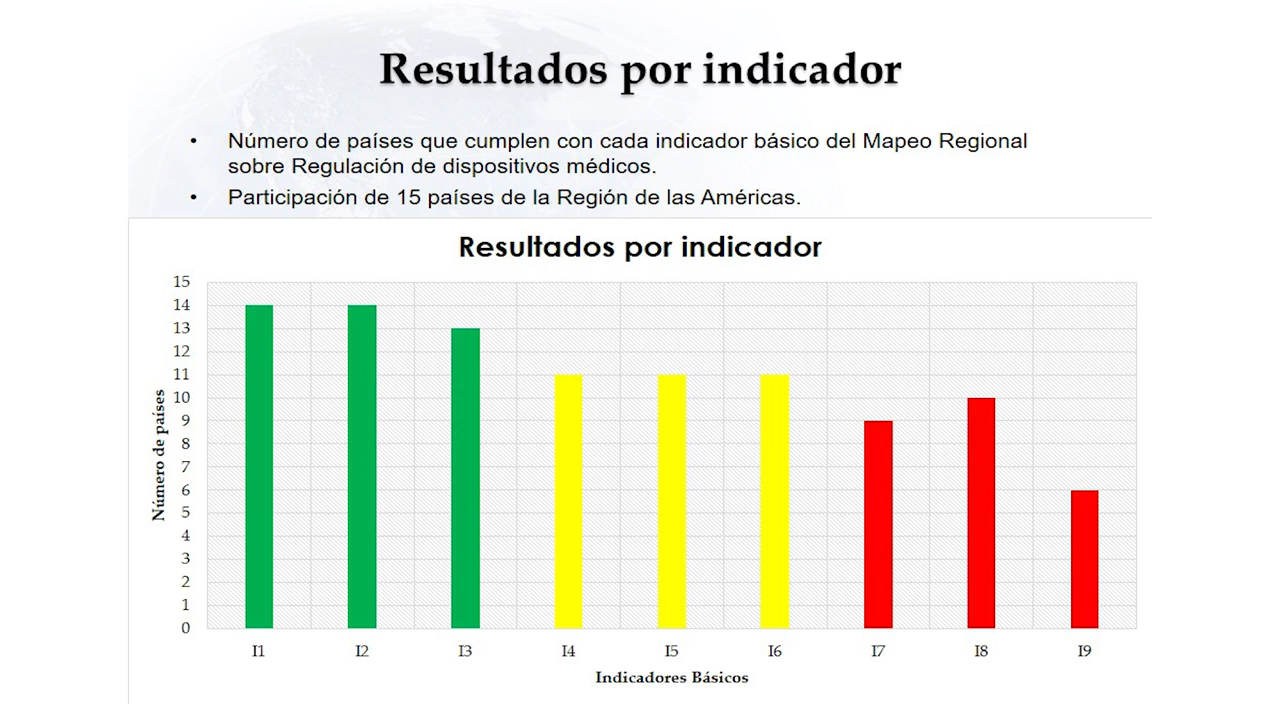 Resultados por indicador
• Número de países que cumplen con cada indicador básico del Mapeo Regional
sobre Regulación de dispositivos médicos.
• Participación de 15 países de la Región de las Américas.
Resultados por indicador
15
14
13
12
11
10
9
8
7
6
5
4
3
2
1
0
Número de países
I1 I2 I3 I4 I5 I6 I7 I8 I9
Indicadores Básicos